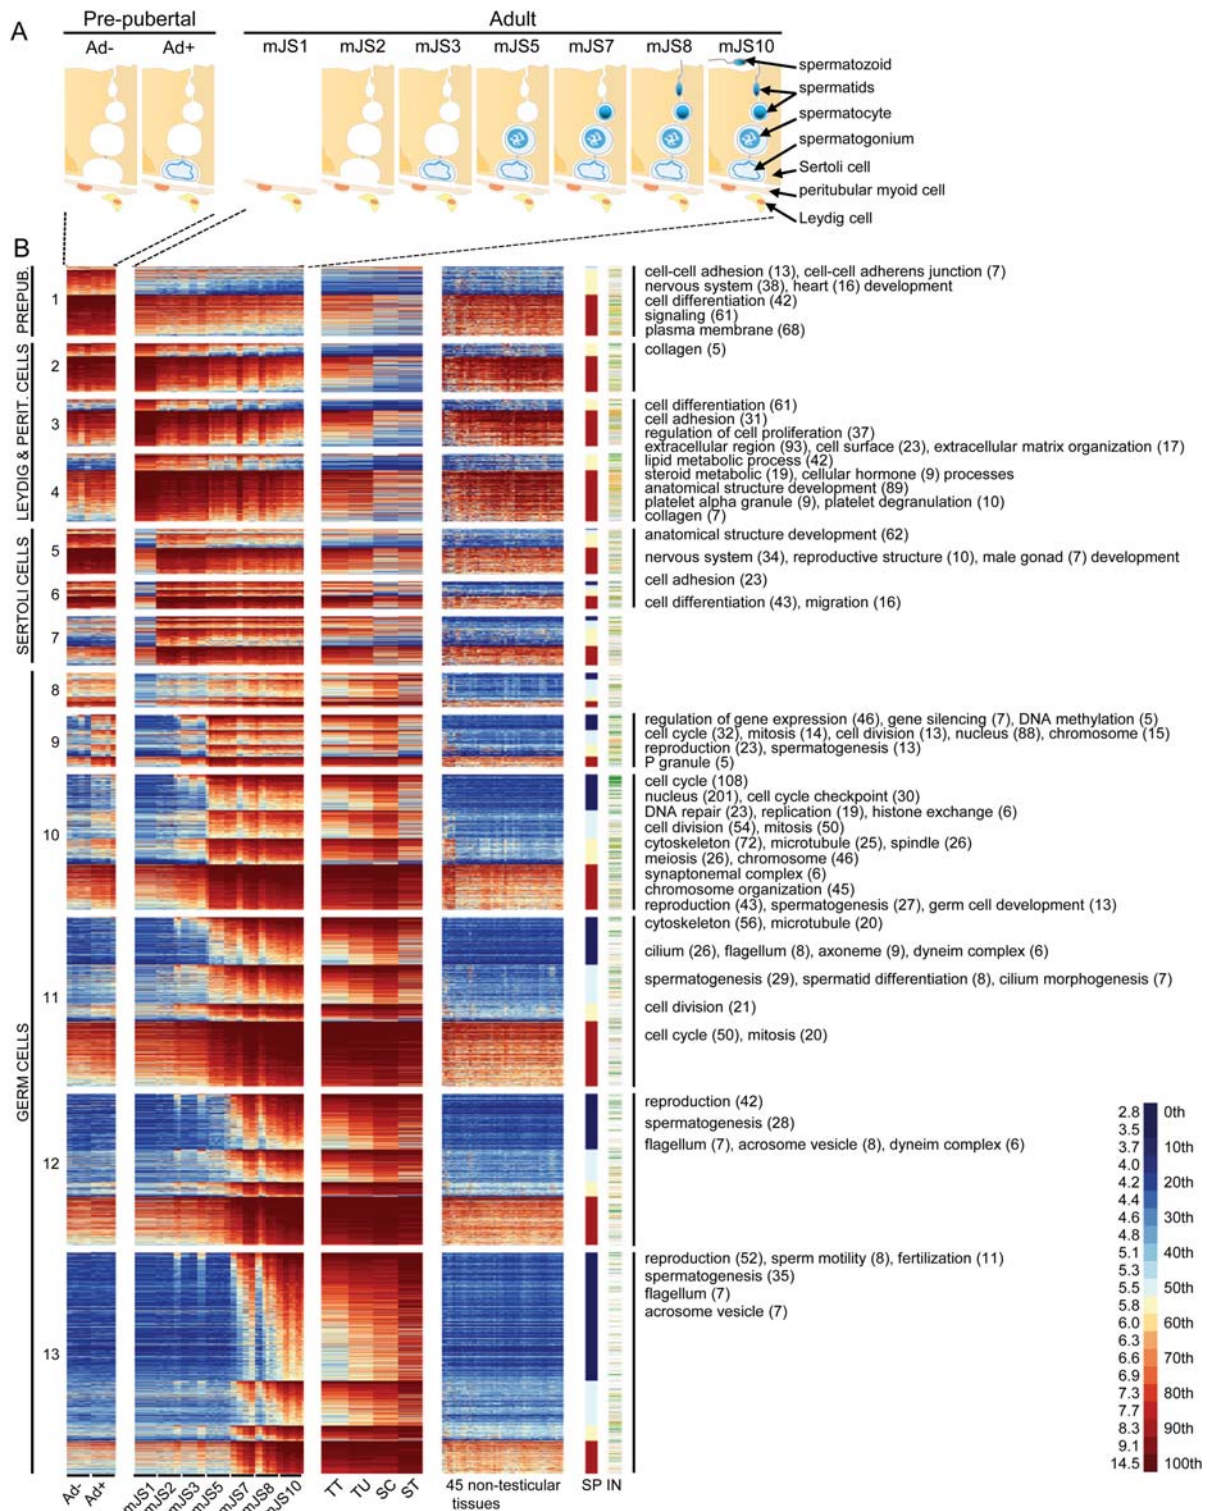 A
Pre-pubertal
Adult
Ad-
Ad+
mJS1
mJS2
mJS3
mJS5
mJS7
mJS8
mJS10
spermatozoid
spermatids
spermatocyte
spermatogonium
Sertoli cell
peritubular myoid cell
Leydig cell
B
PREPUB.
1
cell-cell adhesion (13), cell-cell adherens junction (7)
nervous system (38), heart (16) development
cell differentiation (42)
signaling (61)
plasma membrane (68)
LEYDIG & PERIT. CELLS
2
collagen (5)
3
cell differentiation (61)
cell adhesion (31)
regulation of cell proliferation (37)
extracellular region (93), cell surface (23), extracellular matrix organization (17)
4
lipid metabolic process (42)
steroid metabolic (19), cellular hormone (9) processes
anatomical structure development (89)
platelet alpha granule (9), platelet degranulation (10)
collagen (7)
SERTOLI CELLS
5
anatomical structure development (62)
nervous system (34), reproductive structure (10), male gonad (7) development
6
cell adhesion (23)
cell differentiation (43), migration (16)
7
GERM CELLS
8
9
regulation of gene expression (46), gene silencing (7), DNA methylation (5)
cell cycle (32), mitosis (14), cell division (13), nucleus (88), chromosome (15)
reproduction (23), spermatogenesis (13)
P granule (5)
10
cell cycle (108)
nucleus (201), cell cycle checkpoint (30)
DNA repair (23), replication (19), histone exchange (6)
cell division (54), mitosis (50)
cytoskeleton (72), microtubule (25), spindle (26)
meiosis (26), chromosome (46)
synaptonemal complex (6)
chromosome organization (45)
reproduction (43), spermatogenesis (27), germ cell development (13)
11
cytoskeleton (56), microtubule (20)
cilium (26), flagellum (8), axoneme (9), dyneim complex (6)
spermatogenesis (29), spermatid differentiation (8), cilium morphogenesis (7)
cell division (21)
cell cycle (50), mitosis (20)
12
reproduction (42)
spermatogenesis (28)
flagellum (7), acrosome vesicle (8), dyneim complex (6)
13
reproduction (52), sperm motility (8), fertilization (11)
spermatogenesis (35)
flagellum (7)
acrosome vesicle (7)
2.8 0th
3.5
3.7 10th
4.0
4.2 20th
4.4
4.6 30th
4.8
5.1 40th
5.3
5.5 50th
5.8
6.0 60th
6.3
6.6 70th
6.9
7.3 80th
7.7
8.3 90th
9.1
14.5 100th
Ad-
Ad+
mJS1
mJS2
mJS3
mJS5
mJS7
mJS8
mJS10
TT
TU
SC
ST
45 non-testicular
tissues
SP IN